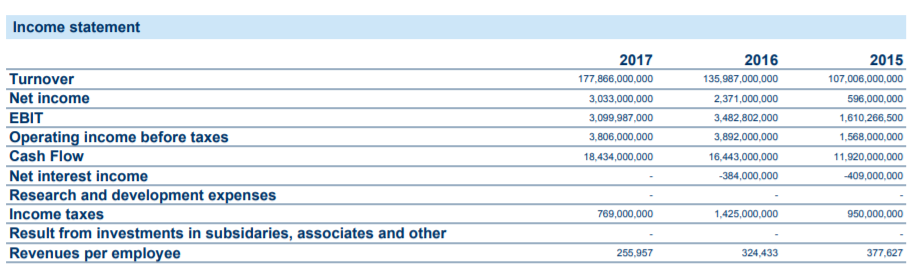 Income statement
2017 2016 2015
Turnover 177,866,000,000 135,987,000,000 107,006,000,000
Net income 3,033,000,000 2,371,000,000 596,000,000
EBIT 3,099,987,000 3,482,802,000 1,610,266,500
Operating income before taxes 3,806,000,000 3,892,000,000 1,568,000,000
Cash Flow 18,434,000,000 16,443,000,000 11,920,000,000
Net interest income - -384,000,000 -409,000,000
Research and development expenses - - -
Income taxes 769,000,000 1,425,000,000 950,000,000
Result from investments in subsidaries, associates and other - - -
Revenues per employee 255,957 324,433 377,627